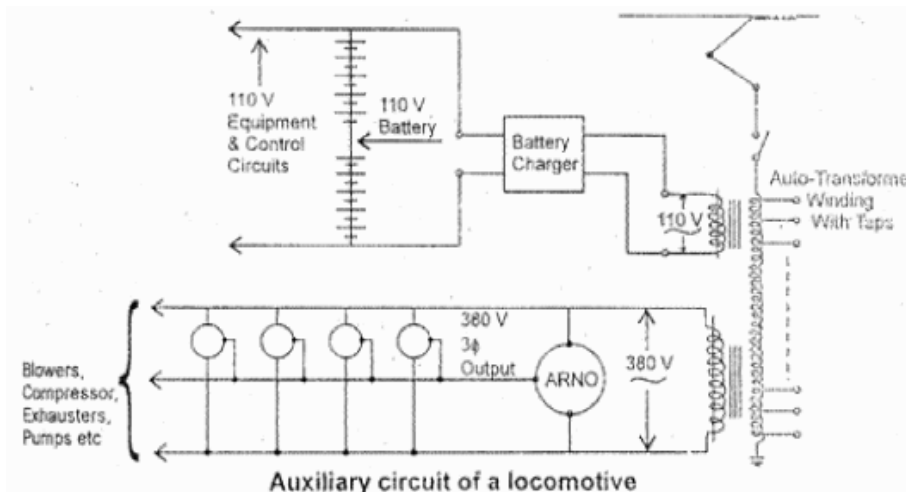 110 V
Equipment
& Control
Circuits
110 V
Battery
Battery
Charger
110 V
Auto-Transforme
Winding
With Taps
Blowers,
Compressor,
Exhausters,
Pumps etc
380 V
3ϕ
Output
ARNO
380 V
Auxiliary circuit of a locomotive